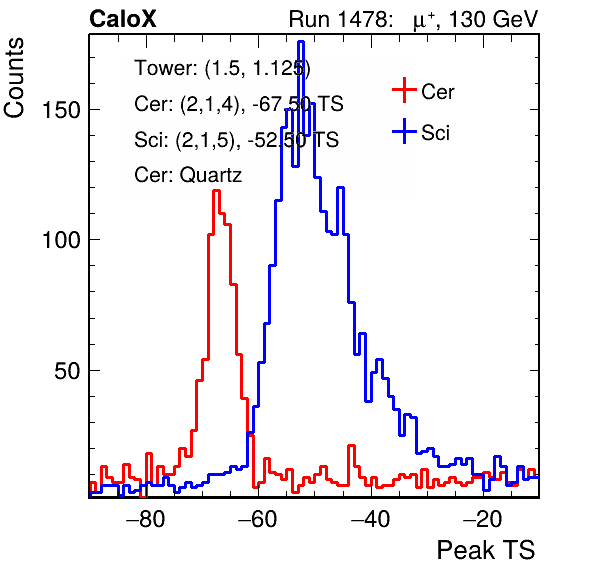 CaloX Run 1478: μ⁺, 130 GeV
Counts
Tower: (1.5, 1.125)
Cer: (2,1,4), -67.50 TS
Sci: (2,1,5), -52.50 TS
Cer: Quartz
Cer
Sci
150
100
50
−80 −60 −40 −20
Peak TS